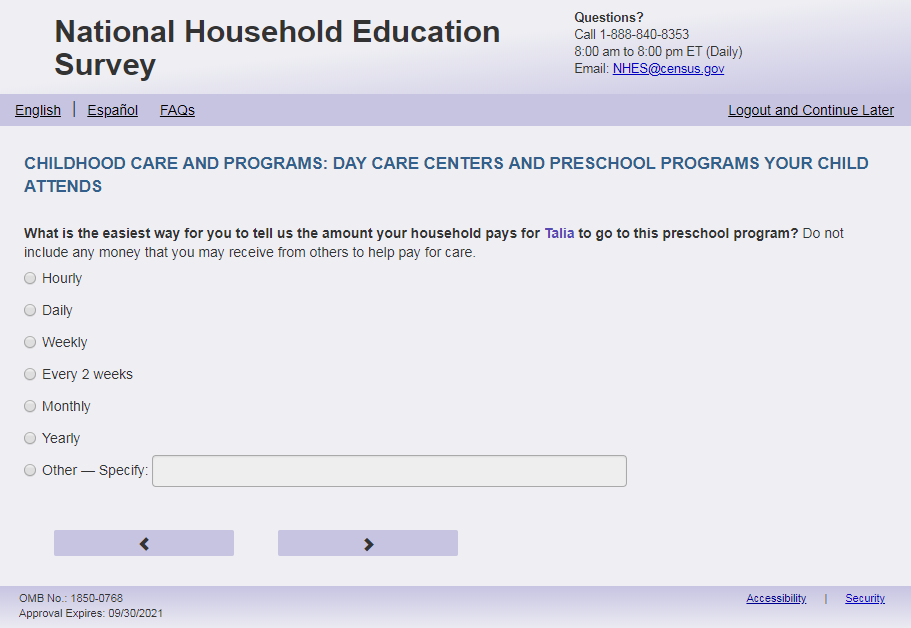 National Household Education
Survey
Questions?
Call 1-888-840-8353
8:00 am to 8:00 pm ET (Daily)
Email: NHES@census.gov
English | Español FAQs
Logout and Continue Later
CHILDHOOD CARE AND PROGRAMS: DAY CARE CENTERS AND PRESCHOOL PROGRAMS YOUR CHILD
ATTENDS
What is the easiest way for you to tell us the amount your household pays for Talia to go to this preschool program? Do not
include any money that you may receive from others to help pay for care.
Hourly
Daily
Weekly
Every 2 weeks
Monthly
Yearly
Other — Specify:
OMB No.: 1850-0768
Approval Expires: 09/30/2021
Accessibility | Security